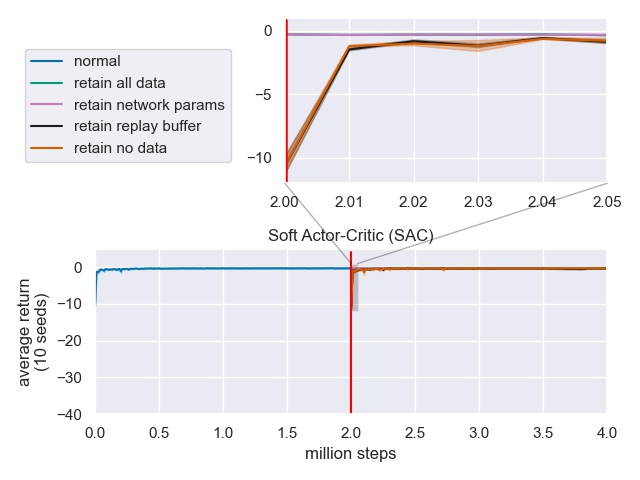 normal
retain all data
retain network params
retain replay buffer
retain no data
0
−5
−10
2.00 2.01 2.02 2.03 2.04 2.05
Soft Actor-Critic (SAC)
average return
(10 seeds)
0
−10
−20
−30
−40
0.0 0.5 1.0 1.5 2.0 2.5 3.0 3.5 4.0
million steps